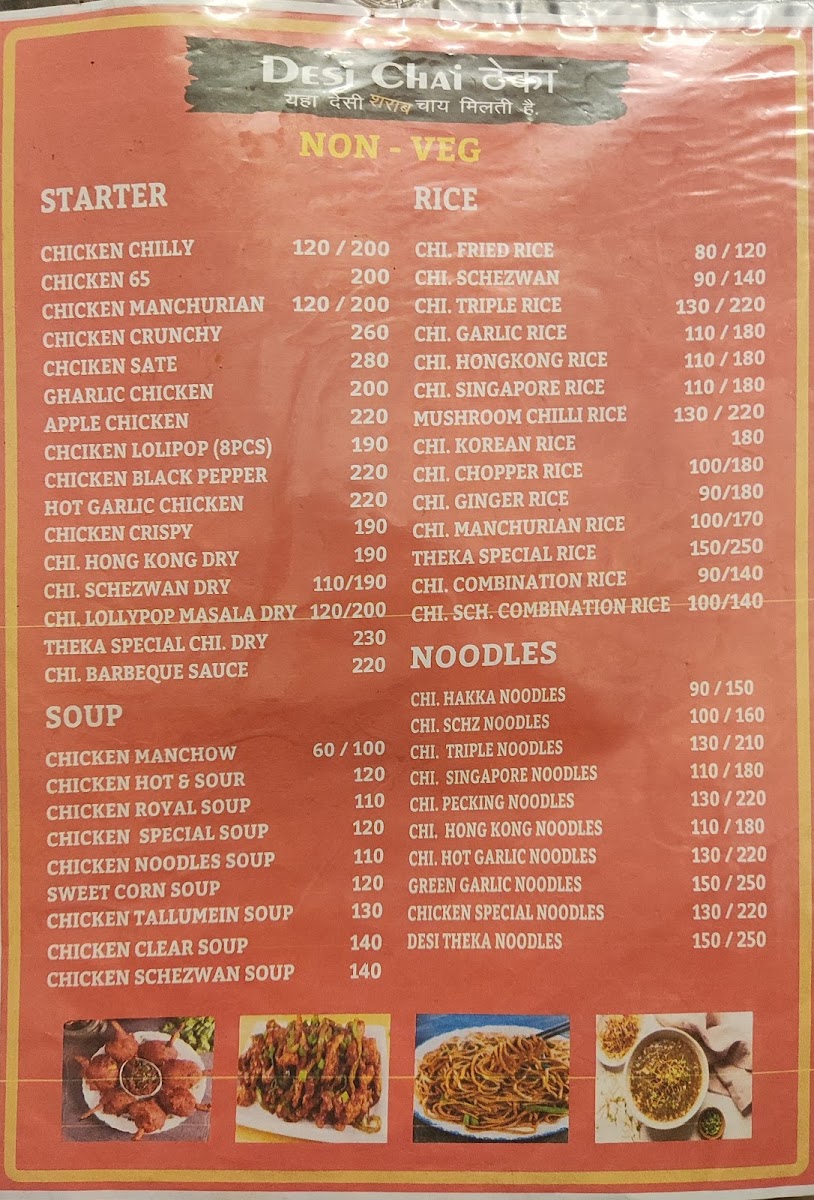 DESI CHAI ठेका
यहा देसी शराब चाय मिलती है.
NON - VEG
STARTER
CHICKEN CHILLY 120 / 200
CHICKEN 65 200
CHICKEN MANCHURIAN 120 / 200
CHICKEN CRUNCHY 260
CHCIKEN SATE 280
GHARLIC CHICKEN 200
APPLE CHICKEN 220
CHCIKEN LOLIPOP (8PCS) 190
CHICKEN BLACK PEPPER 220
HOT GARLIC CHICKEN 220
CHICKEN CRISPY 190
CHI. HONG KONG DRY 190
CHI. SCHEZWAN DRY 110/190
CHI. LOLLYPOP MASALA DRY 120/200
THEKA SPECIAL CHI. DRY 230
CHI. BARBEQUE SAUCE 220
SOUP
CHICKEN MANCHOW 60 / 100
CHICKEN HOT & SOUR 120
CHICKEN ROYAL SOUP 110
CHICKEN SPECIAL SOUP 120
CHICKEN NOODLES SOUP 110
SWEET CORN SOUP 120
CHICKEN TALLUMEIN SOUP 130
CHICKEN CLEAR SOUP 140
CHICKEN SCHEZWAN SOUP 140
RICE
CHI. FRIED RICE 80 / 120
CHI. SCHEZWAN 90 / 140
CHI. TRIPLE RICE 130 / 220
CHI. GARLIC RICE 110 / 180
CHI. HONGKONG RICE 110 / 180
CHI. SINGAPORE RICE 110 / 180
MUSHROOM CHILLI RICE 130 / 220
CHI. KOREAN RICE 180
CHI. CHOPPER RICE 100/180
CHI. GINGER RICE 90/180
CHI. MANCHURIAN RICE 100/170
THEKA SPECIAL RICE 150/250
CHI. COMBINATION RICE 90/140
CHI. SCH. COMBINATION RICE 100/140
NOODLES
CHI. HAKKA NOODLES 90 / 150
CHI. SCHZ NOODLES 100 / 160
CHI. TRIPLE NOODLES 130 / 210
CHI. SINGAPORE NOODLES 110 / 180
CHI. PECKING NOODLES 130 / 220
CHI. HONG KONG NOODLES 110 / 180
CHI. HOT GARLIC NOODLES 130 / 220
GREEN GARLIC NOODLES 150 / 250
CHICKEN SPECIAL NOODLES 130 / 220
DESI THEKA NOODLES 150 / 250